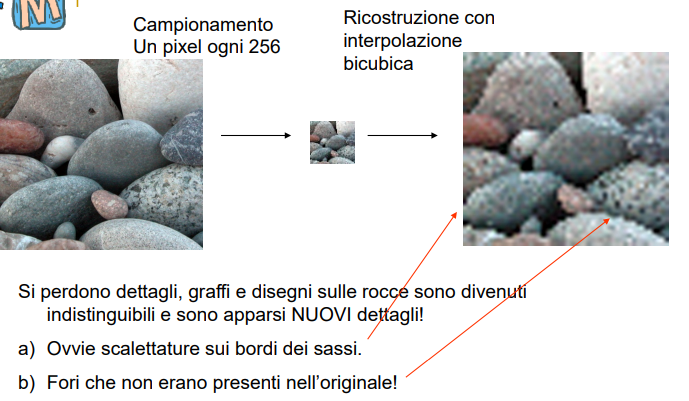 M
Campionamento
Un pixel ogni 256
Ricostruzione con
interpolazione
bicubica
Si perdono dettagli, graffi e disegni sulle rocce sono divenuti
indistinguibili e sono apparsi NUOVI dettagli!
a) Ovvie scalettature sui bordi dei sassi.
b) Fori che non erano presenti nell’originale!